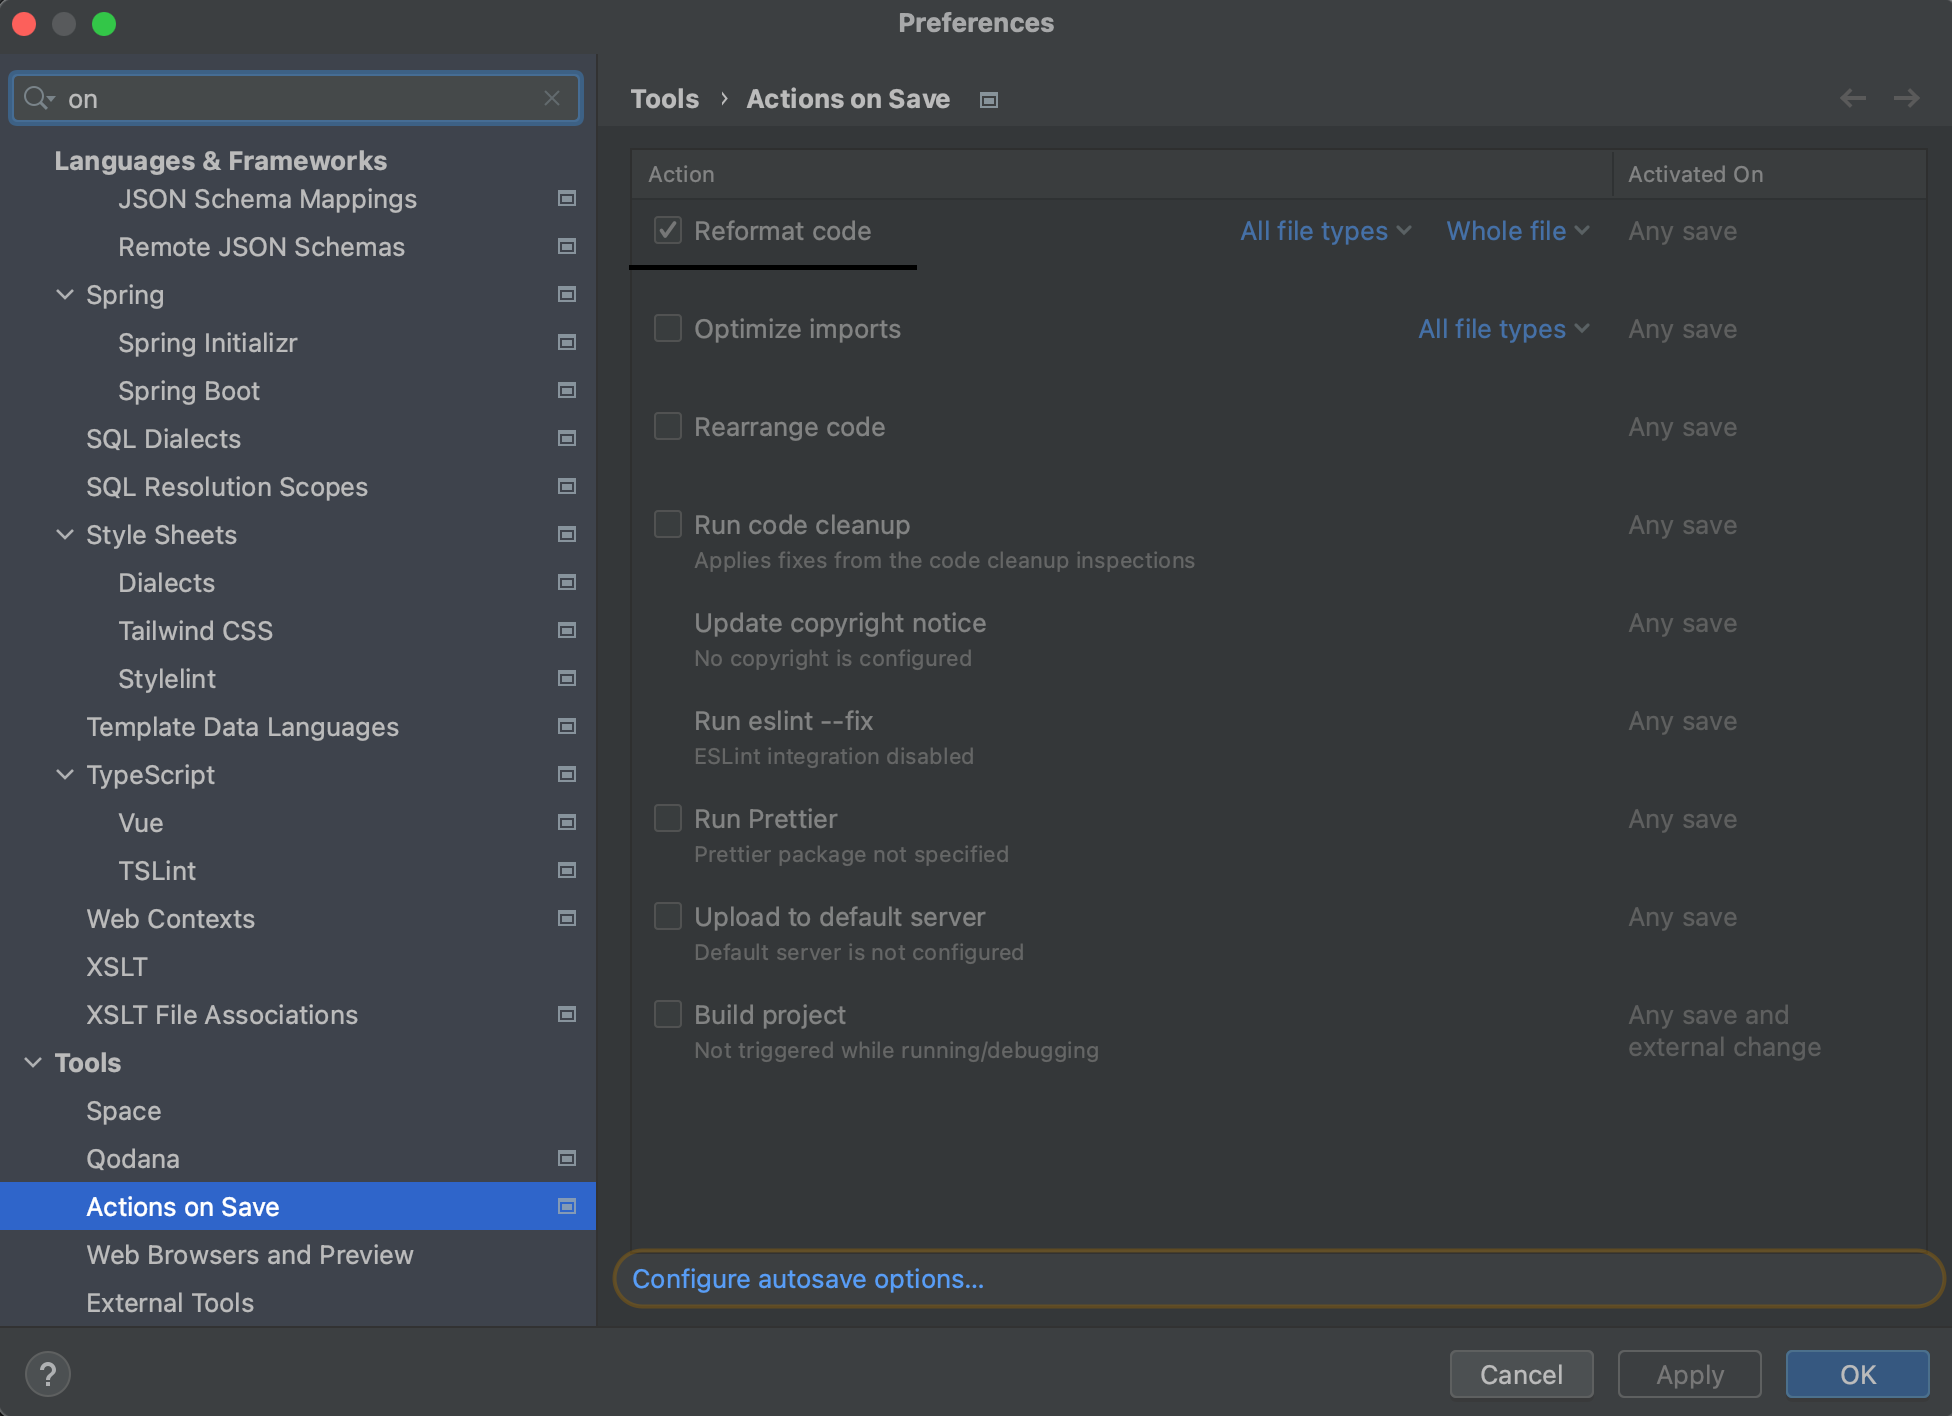 Preferences
on
Languages & Frameworks
JSON Schema Mappings
Remote JSON Schemas
Spring
Spring Initializr
Spring Boot
SQL Dialects
SQL Resolution Scopes
Style Sheets
Dialects
Tailwind CSS
Stylelint
Template Data Languages
TypeScript
Vue
TSLint
Web Contexts
XSLT
XSLT File Associations
Tools
Space
Qodana
Actions on Save
Web Browsers and Preview
External Tools
Tools › Actions on Save
Action Activated On
Reformat code All file types Whole file Any save
Optimize imports All file types Any save
Rearrange code Any save
Run code cleanup Any save
Applies fixes from the code cleanup inspections
Update copyright notice Any save
No copyright is configured
Run eslint --fix Any save
ESLint integration disabled
Run Prettier Any save
Prettier package not specified
Upload to default server Any save
Default server is not configured
Build project Any save and
Not triggered while running/debugging external change
Configure autosave options...
? Cancel Apply OK